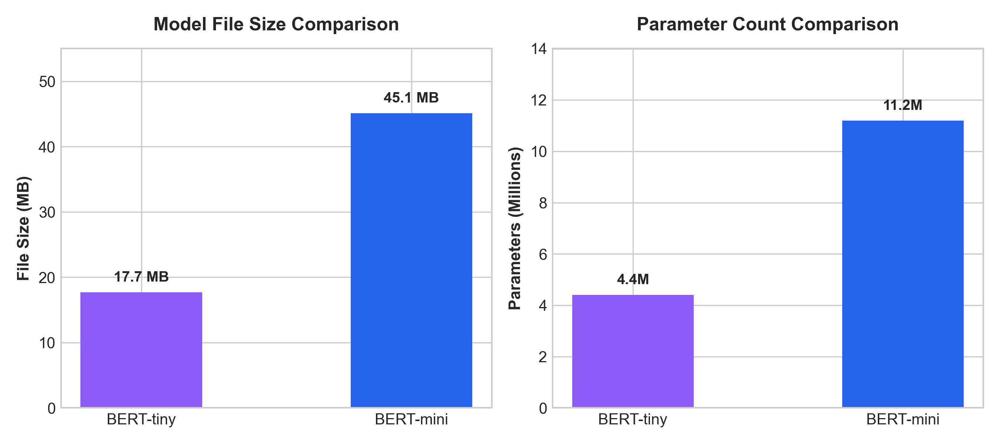 Model File Size Comparison
File Size (MB)
50
40
30
20
10
0
45.1 MB
17.7 MB
BERT-tiny
BERT-mini
Parameter Count Comparison
Parameters (Millions)
14
12
10
8
6
4
2
0
11.2M
4.4M
BERT-tiny
BERT-mini